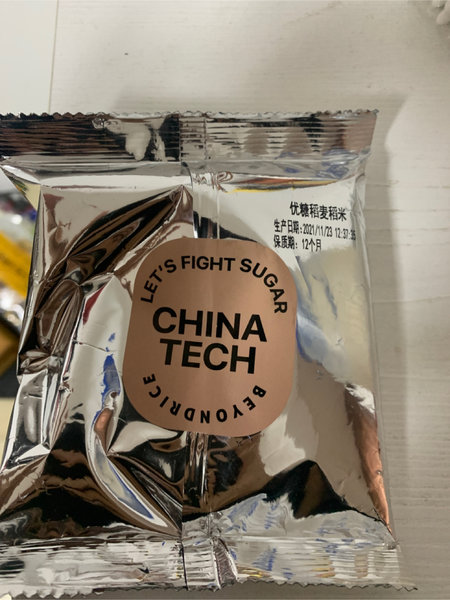 优糖稻麦稻米
生产日期:2021/11/23 12:37:35
保质期: 12个月
LET'S FIGHT SUGAR
CHINA
TECH
BEYONDRICE